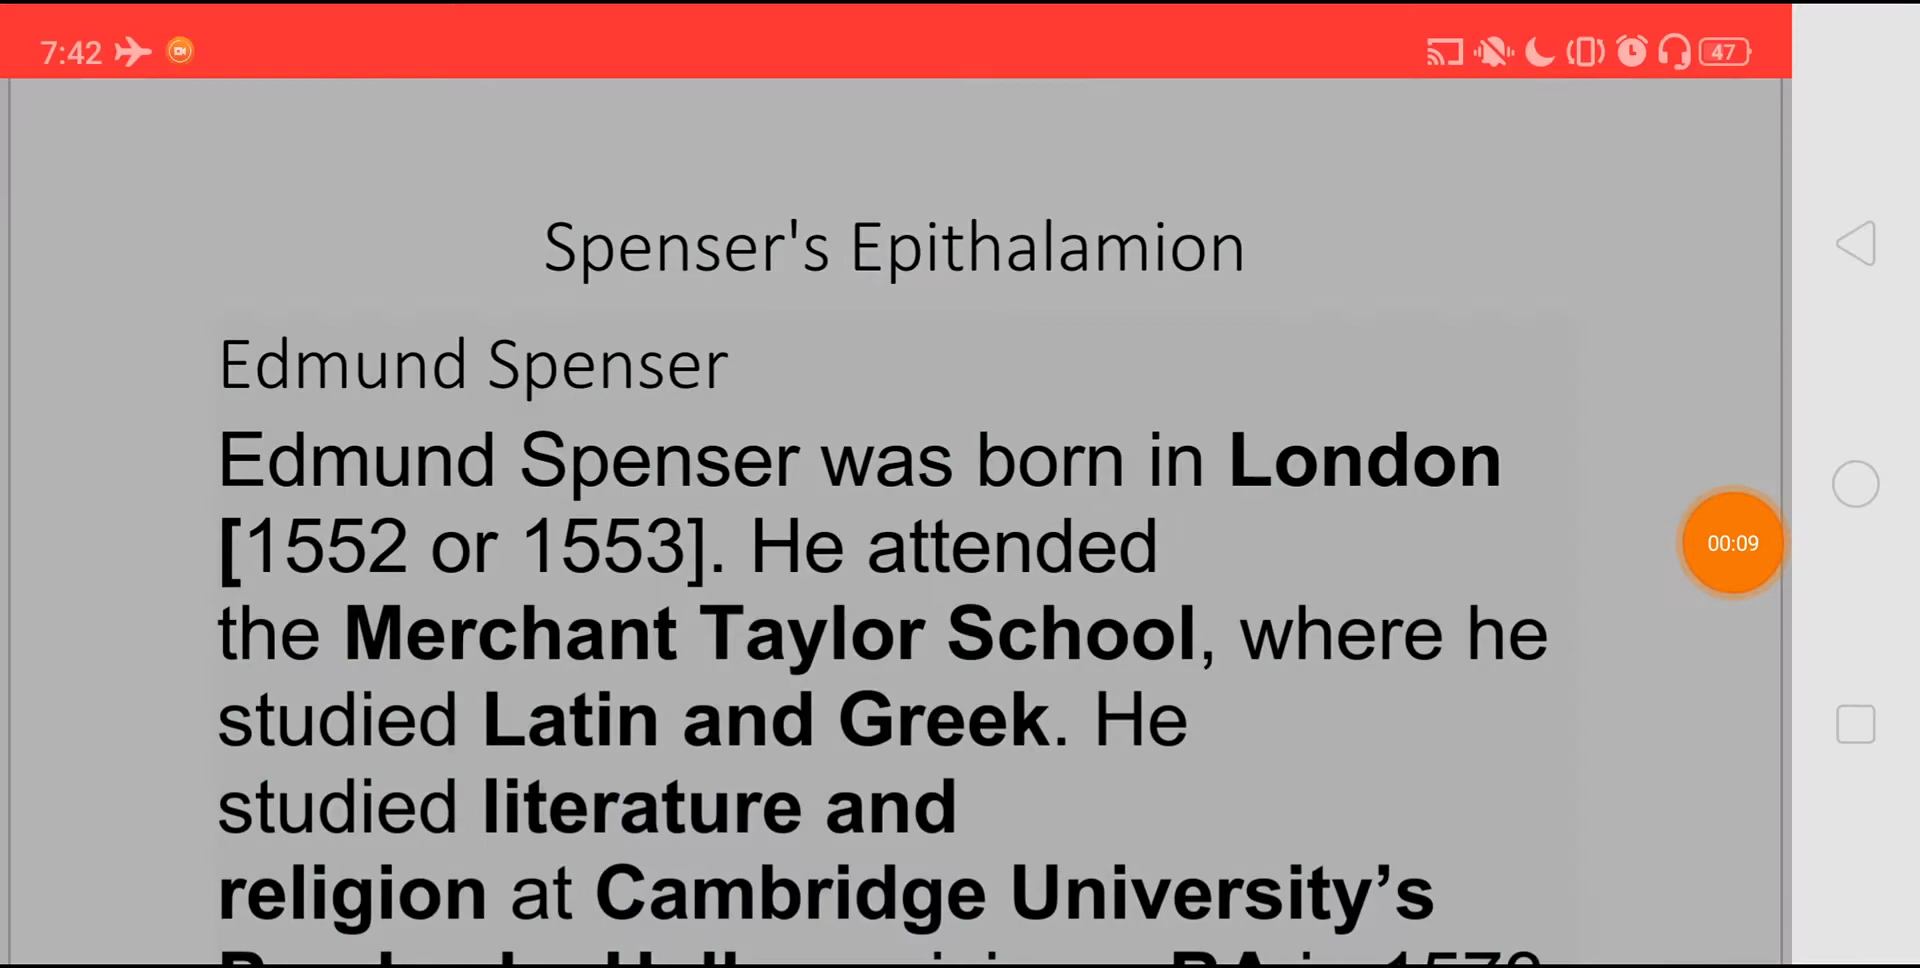 7:42
47
Spenser's Epithalamion
Edmund Spenser
Edmund Spenser was born in London
[1552 or 1553]. He attended
00:09
the Merchant Taylor School, where he
studied Latin and Greek. He
studied literature and
religion at Cambridge University’s